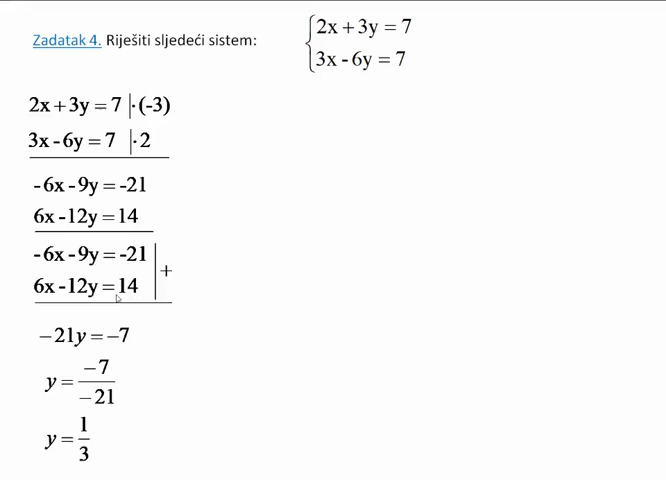 Zadatak 4. Riješiti sljedeći sistem:
{2x + 3y = 7
3x - 6y = 7
2x + 3y = 7 |·(-3)
3x - 6y = 7 |·2
-6x - 9y = -21
6x - 12y = 14
-6x - 9y = -21
6x - 12y = 14 | +
−21y = −7
y = −7/−21
y = 1/3